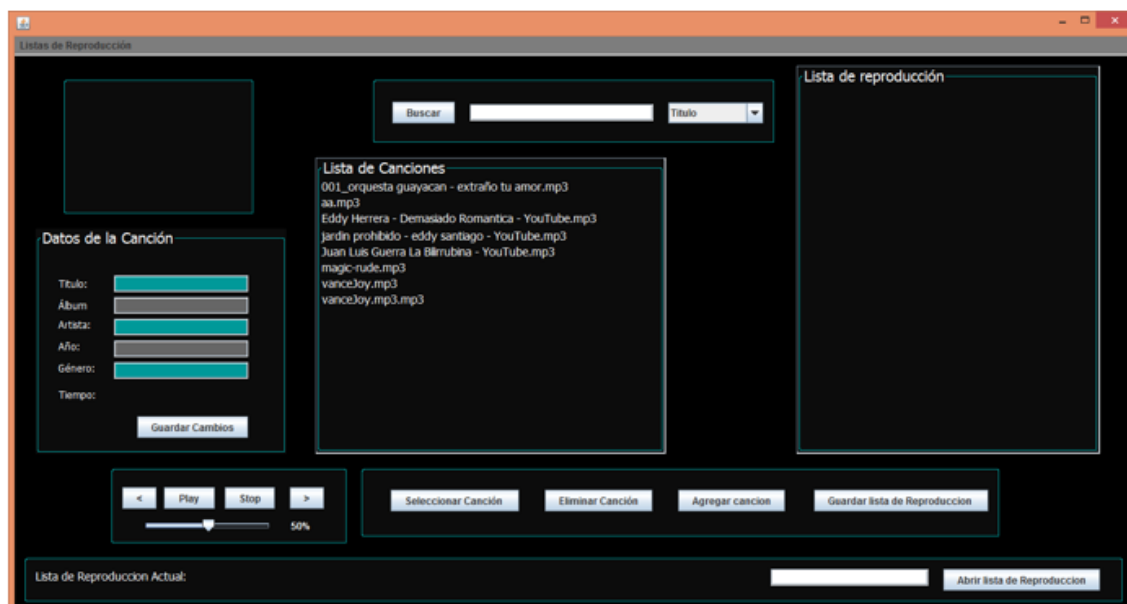 Listas de Reproducción
Buscar
Titulo
Lista de reproducción
Lista de Canciones
001_orquesta guayacan - extraño tu amor.mp3
aa.mp3
Eddy Herrera - Demasiado Romantica - YouTube.mp3
jardin prohibido - eddy santiago - YouTube.mp3
Juan Luis Guerra La Bilirrubina - YouTube.mp3
magic-rude.mp3
vanceJoy.mp3
vanceJoy.mp3.mp3
Datos de la Canción
Título:
Álbum
Artista:
Año:
Género:
Tiempo:
Guardar Cambios
< Play Stop >
50%
Seleccionar Canción Eliminar Canción Agregar cancion Guardar lista de Reproduccion
Lista de Reproduccion Actual: Abrir lista de Reproduccion